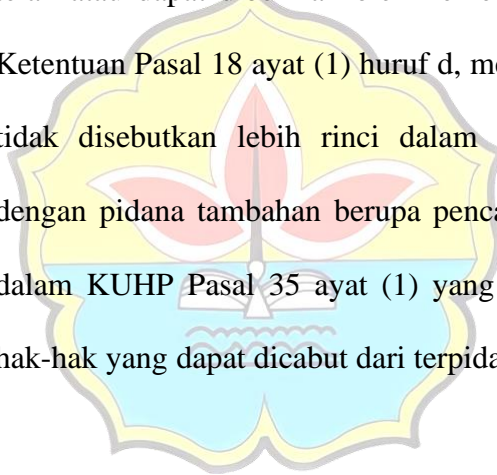 Ketentuan Pasal 18 ayat (1) huruf d, m
tidak disebutkan lebih rinci dalam
dengan pidana tambahan berupa penca
dalam KUHP Pasal 35 ayat (1) yang
hak-hak yang dapat dicabut dari terpida